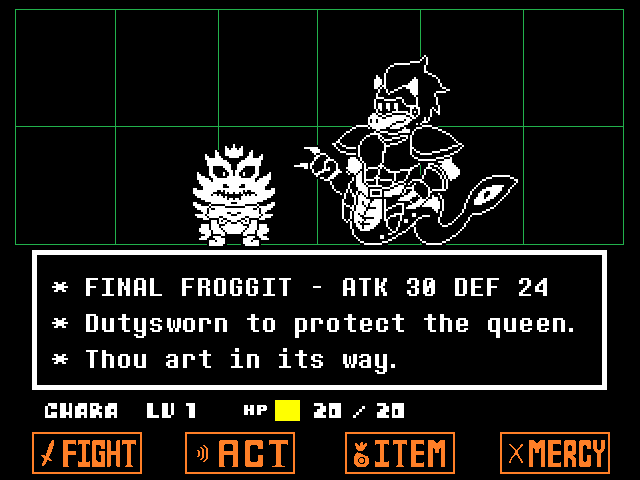 * FINAL FROGGIT - ATK 30 DEF 24
* Dutysworn to protect the queen.
* Thou art in its way.
CHARA LV 1 HP 20 / 20
FIGHT ACT ITEM MERCY